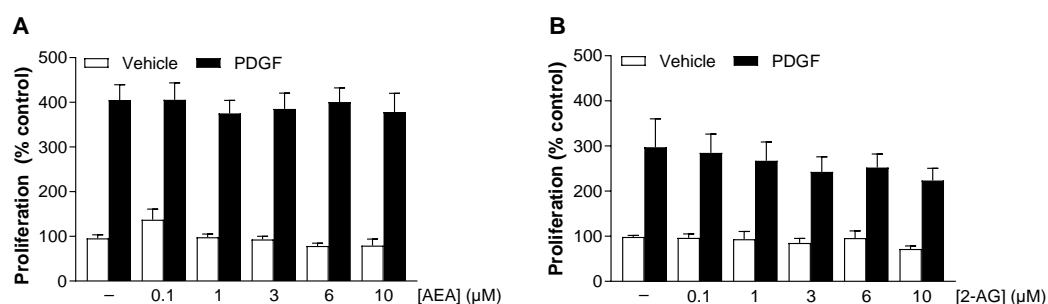 A
Proliferation (% control)
500
400
300
200
100
0
Vehicle PDGF
– 0.1 1 3 6 10 [AEA] (μM)
B
Proliferation (% control)
500
400
300
200
100
0
Vehicle PDGF
– 0.1 1 3 6 10 [2-AG] (μM)